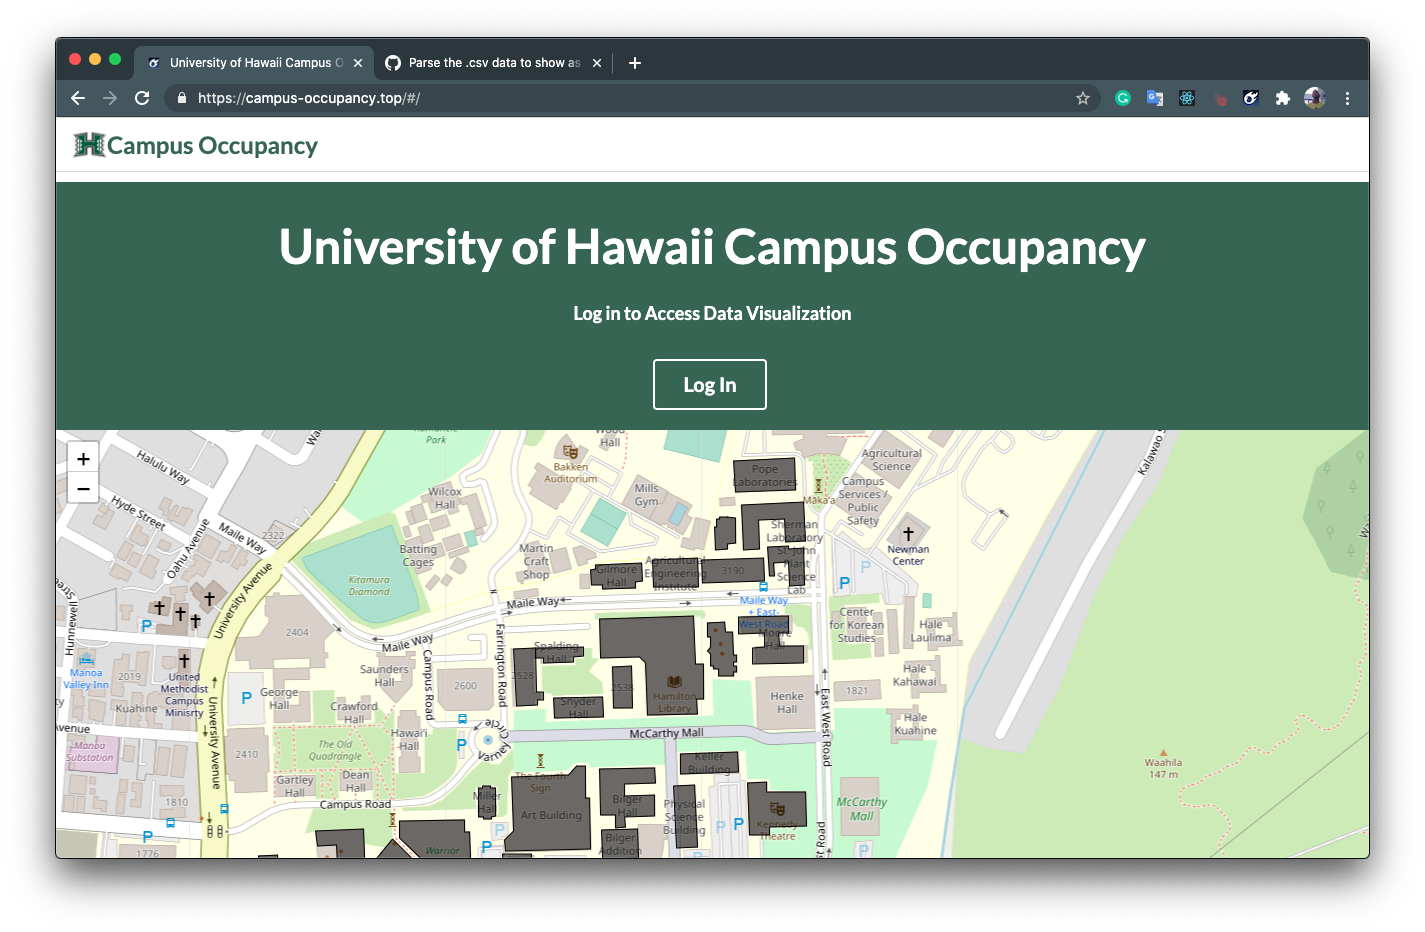 University of Hawaii Campus O
Parse the .csv data to show as
https://campus-occupancy.top/#/
Campus Occupancy
University of Hawaii Campus Occupancy
Log in to Access Data Visualization
Log In
+
−
Park
Hall
Bakken
Auditorium
Wilcox
Hall
Mills
Gym
Pope
Laboratories
Agricultural
Science
Maka'a
Campus
Services /
Public
Safety
Kalawao S
Halulu Way
Hyde Street
Oahu Avenue
Maile Way
2322
University Avenue
Batting
Cages
Kitamura
Diamond
Martin
Craft
Shop
Gilmore
Hall
Agricultural
Engineering
Institute
3190
Sherman
Laboratory
St. John
Plant
Science
Lab
Newman
Center
P
P
Maile Way
+ East-
West Road
Moore
Hall
Maile Way
Maile Way
Center
for Korean
Studies
Hale
Laulima
Hale
Kahawai
Hale
Kuahine
1821
Henke
Hall
East West Road
Hunnewell
P
Manoa
Valley Inn
2019
Kuahine
United
Methodist
Campus
Minisrty
Avenue
Manoa
Substation
1810
1776
P
University Avenue
2404
P
George
Hall
2410
Saunders
Hall
Crawford
Hall
Hawai'i
Hall
The Old
Quadrangle
Gartley
Hall
Dean
Hall
Campus Road
Campus Road
Farrington Road
2600
2528
Spalding
Hall
Snyder
Hall
2538
Hamilton
Library
P
Varney
Circle
McCarthy Mall
The Fourth
Sign
Miller
Hall
P
P
Art Building
Warrior
Bilger
Hall
Bilger
Addition
Keller
Building
Physical
Science
Building
P
P
P
Kennedy
Theatre
McCarthy
Mall
P
Waahila
147 m